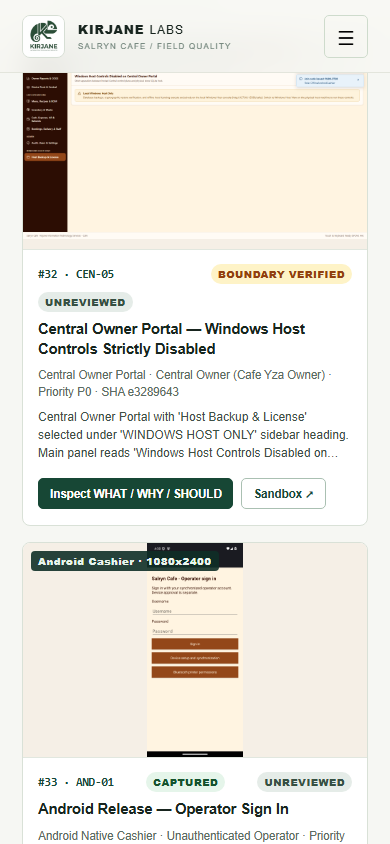 KIRJANE
KIRJANE LABS
SALRYN CAFE / FIELD QUALITY
☰
Windows Host Controls Disabled on Central Owner Portal
#32 · CEN-05
BOUNDARY VERIFIED
UNREVIEWED
Central Owner Portal — Windows Host
Controls Strictly Disabled
Central Owner Portal · Central Owner (Cafe Yza Owner) ·
Priority P0 · SHA e3289643
Central Owner Portal with 'Host Backup & License'
selected under 'WINDOWS HOST ONLY' sidebar heading.
Main panel reads 'Windows Host Controls Disabled on…
Inspect WHAT / WHY / SHOULD
Sandbox ↗
Android Cashier · 1080x2400
Salryn Cafe · Operator sign in
Username
Username
Password
Password
Sign in
#33 · AND-01
CAPTURED
UNREVIEWED
Android Release — Operator Sign In
Android Native Cashier · Unauthenticated Operator · Priority